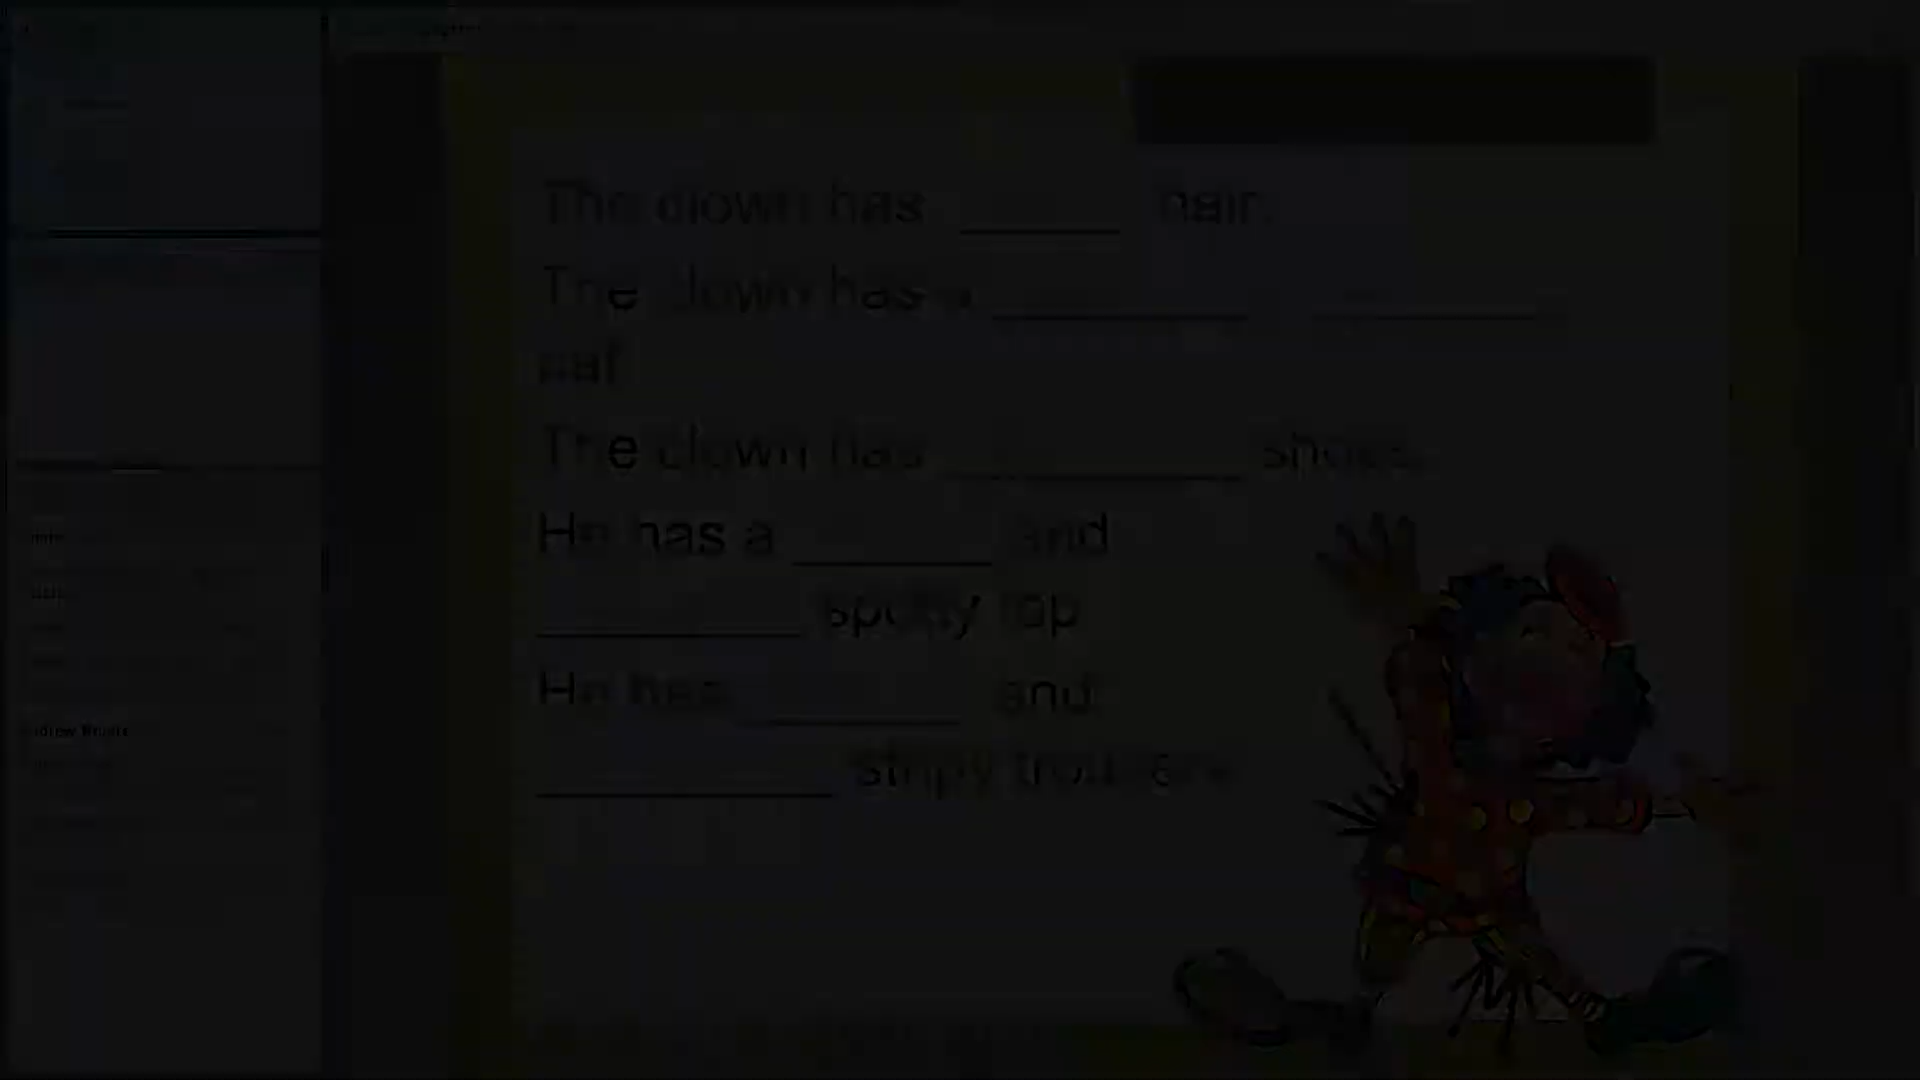 The clown has ______ hair.
The clown has a ______ ______
hat
The clown has ______ shoes.
He has a ______ and
______ spotty top
He has ______ and
______ stripy trousers